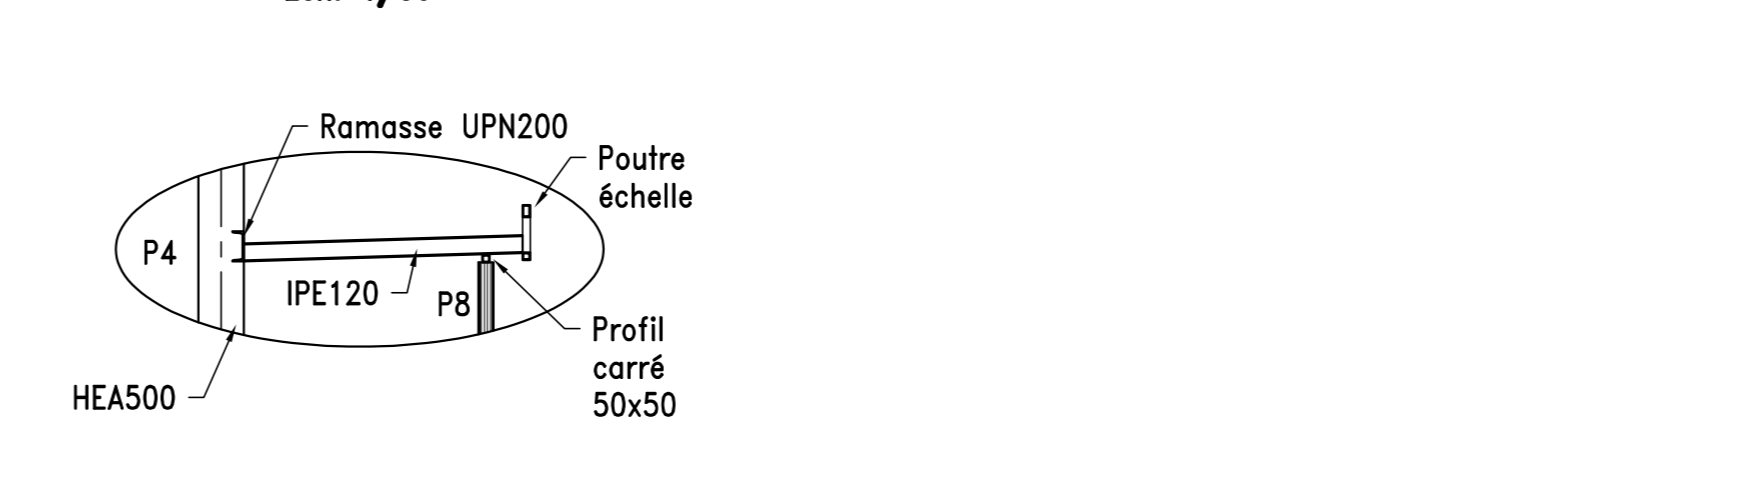 Ramasse UPN200
Poutre
échelle
P4
IPE120
P8
Profil
carré
50x50
HEA500